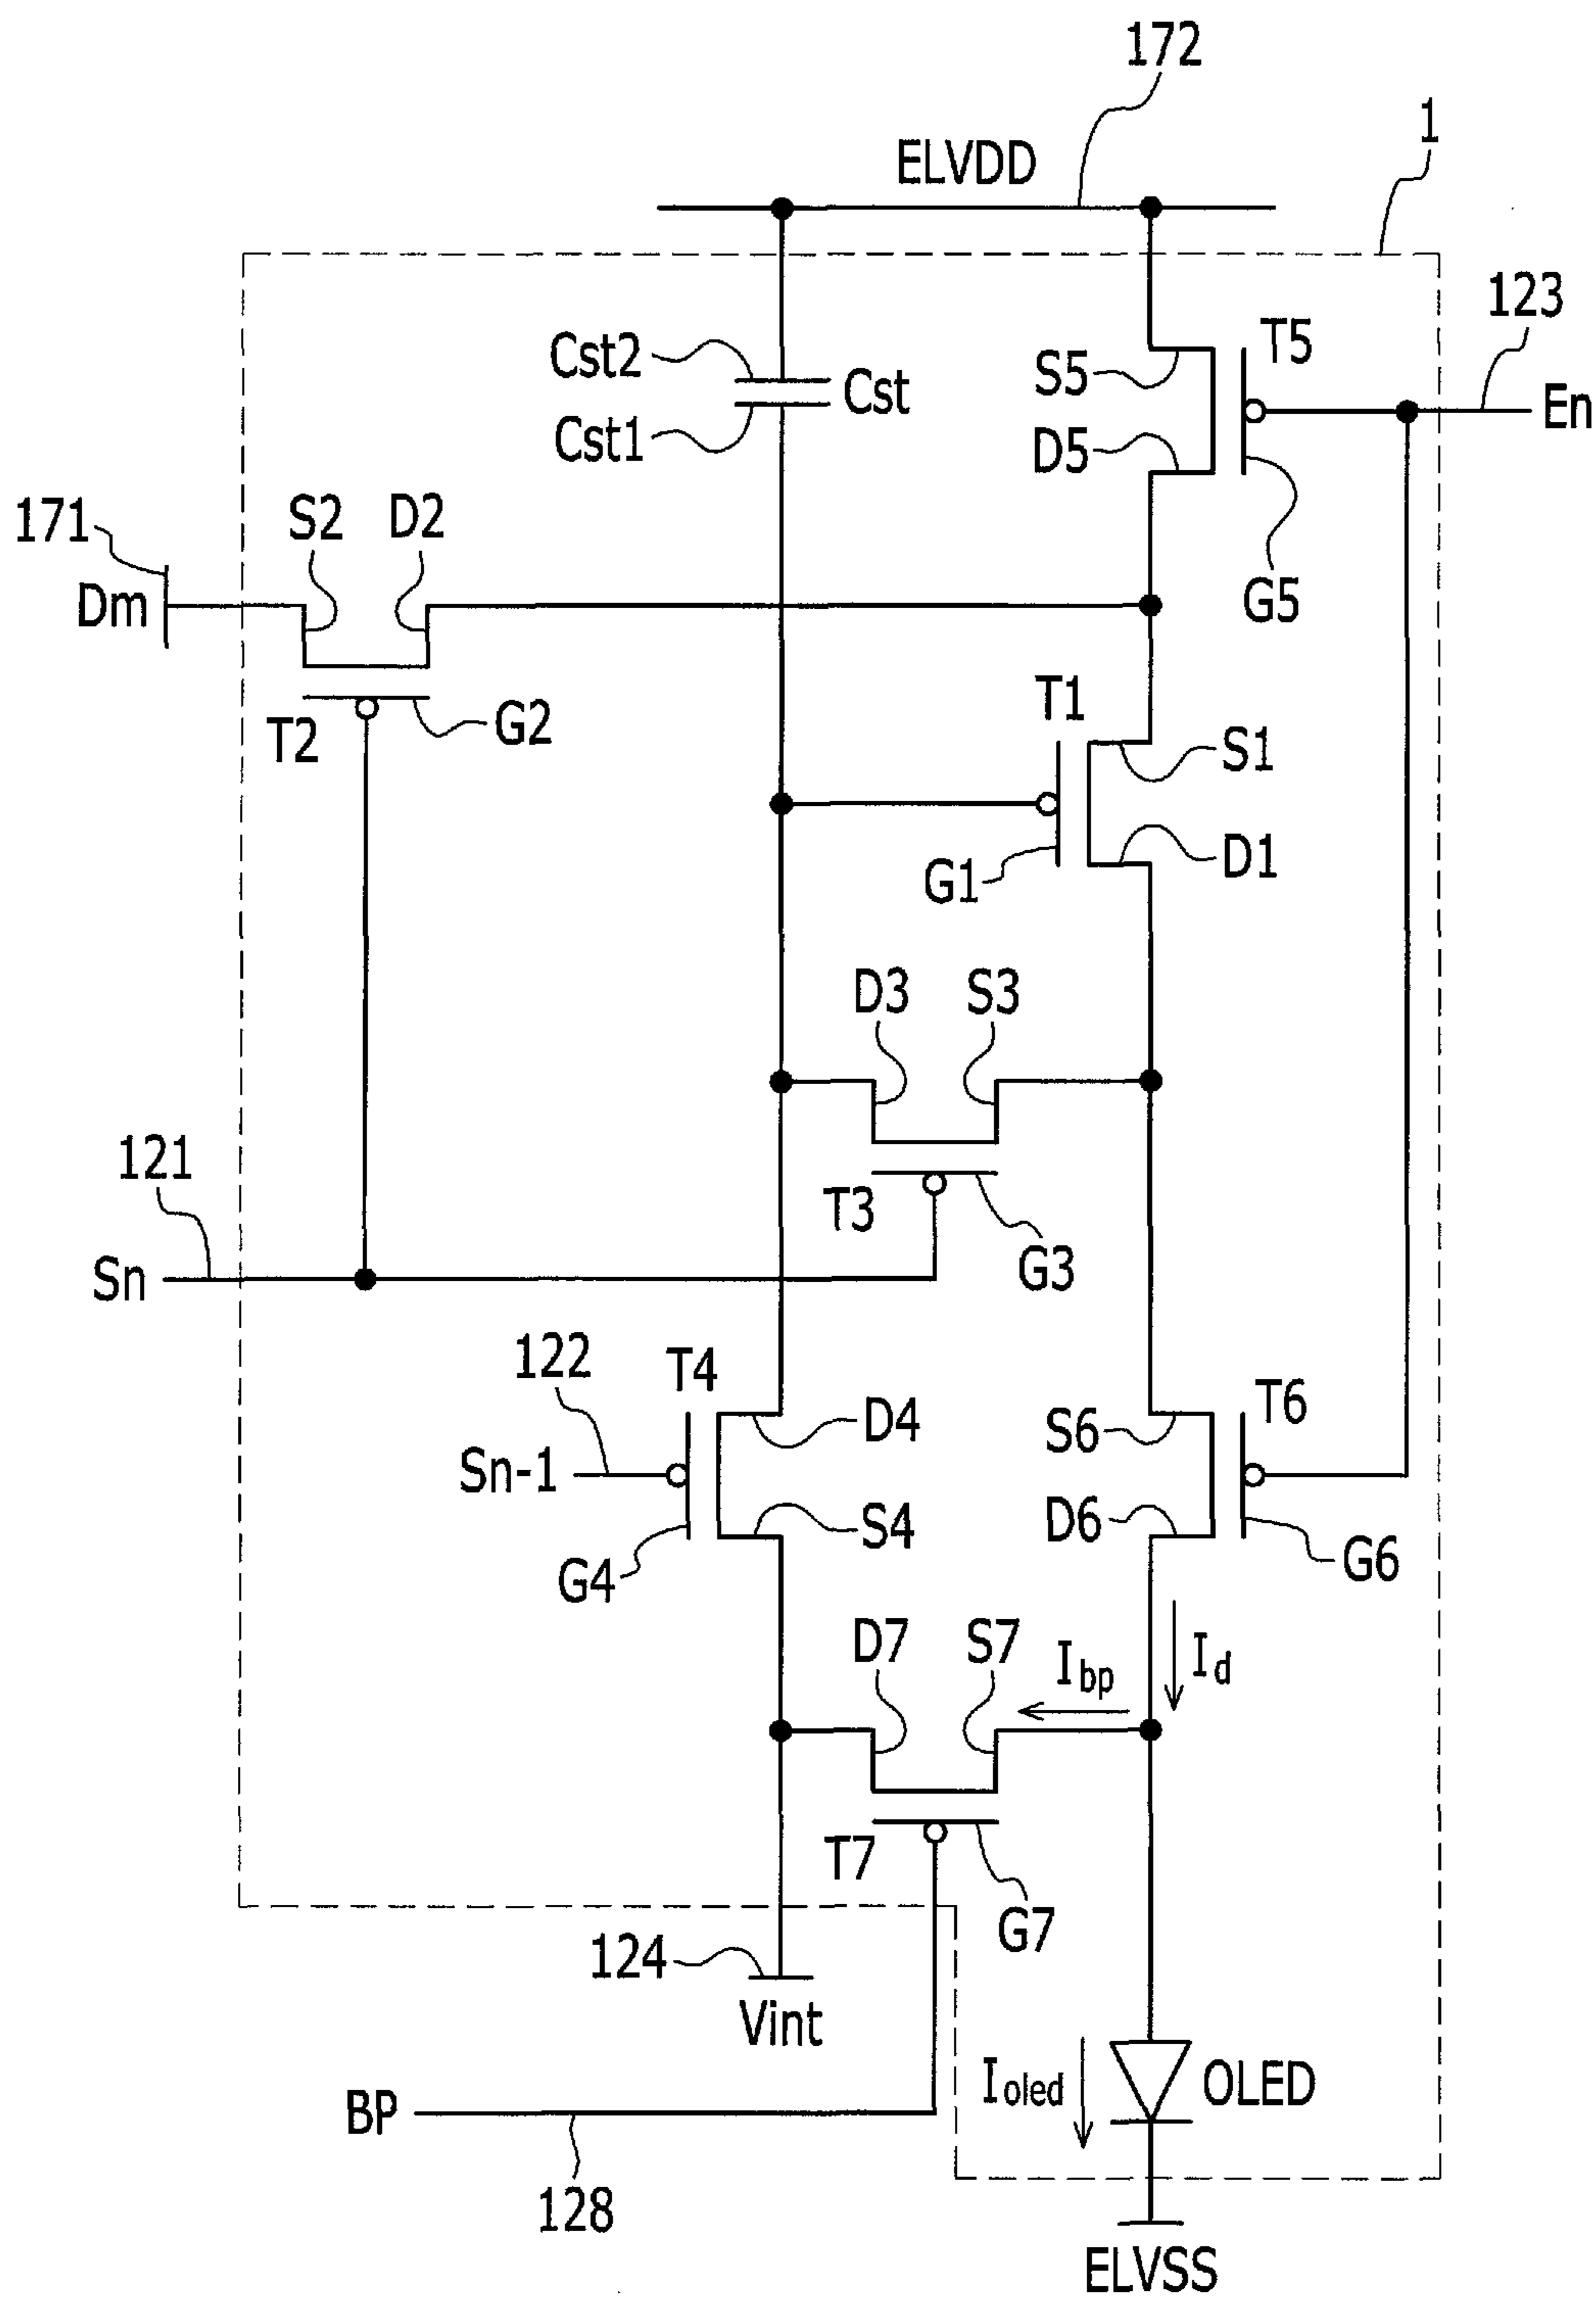 172
1
ELVDD
123
Cst2
Cst
Cst1
S5
T5
En
D5
171
S2
D2
Dm
G5
T2
G2
T1
S1
G1
D1
D3
S3
121
T3
G3
Sn
122
T4
D4
S6
T6
Sn-1
S4
D6
G4
G6
D7
S7
Ibp
Id
T7
G7
124
Vint
Ioled
OLED
BP
128
ELVSS